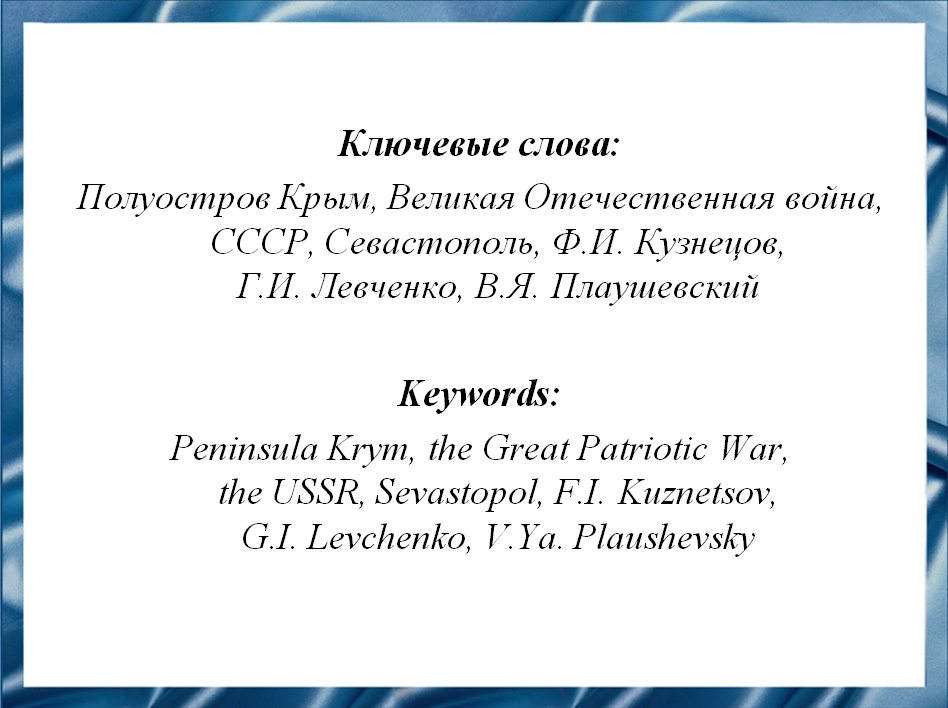 Ключевые слова:
Полуостров Крым, Великая Отечественная война,
СССР, Севастополь, Ф.И. Кузнецов,
Г.И. Левченко, В.Я. Плаушевский
Keywords:
Peninsula Krym, the Great Patriotic War,
the USSR, Sevastopol, F.I. Kuznetsov,
G.I. Levchenko, V.Ya. Plaushevsky